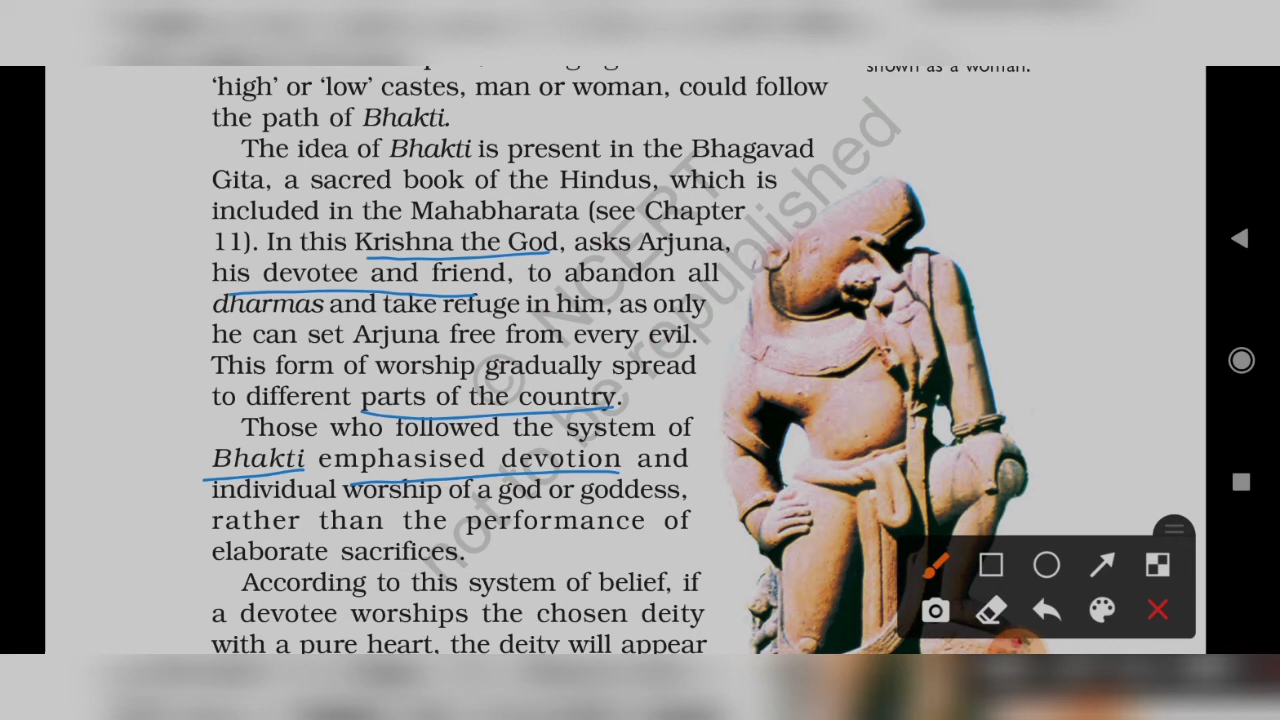 shown as a woman.
'high' or 'low' castes, man or woman, could follow
the path of Bhakti.
The idea of Bhakti is present in the Bhagavad
Gita, a sacred book of the Hindus, which is
included in the Mahabharata (see Chapter
11). In this Krishna the God, asks Arjuna,
his devotee and friend, to abandon all
dharmas and take refuge in him, as only
he can set Arjuna free from every evil.
This form of worship gradually spread
to different parts of the country.
Those who followed the system of
Bhakti emphasised devotion and
individual worship of a god or goddess,
rather than the performance of
elaborate sacrifices.
According to this system of belief, if
a devotee worships the chosen deity
with a pure heart, the deity will appear
© NCERT
not to be republished